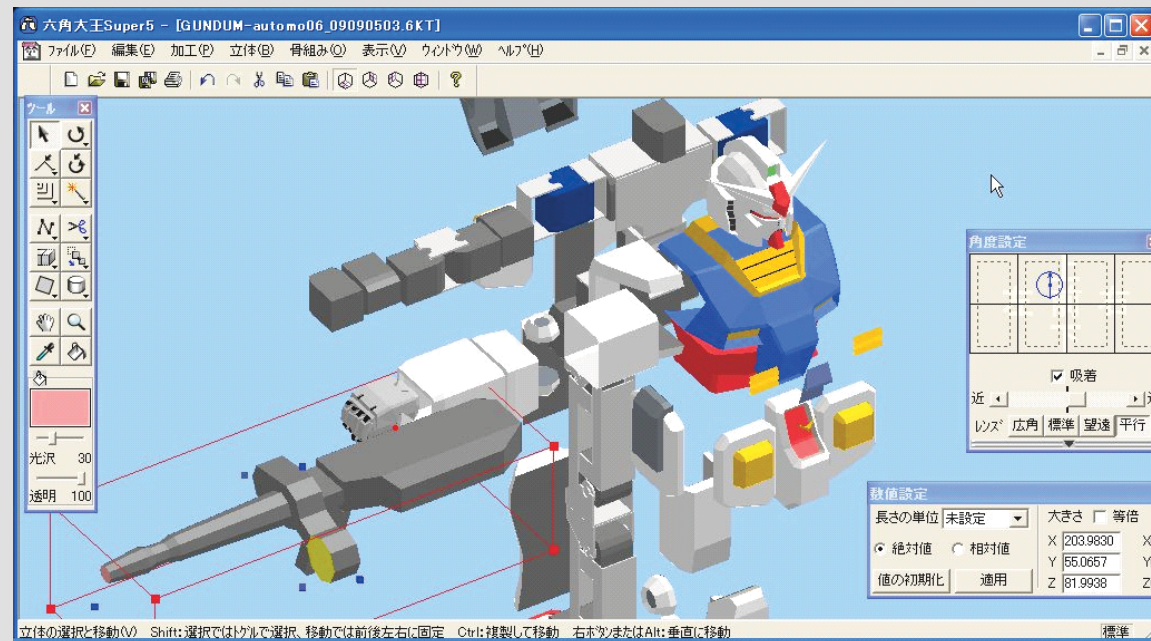 六角大王Super5 - [GUNDUM-automo06_09090503.6KT]
ファイル(F) 編集(E) 加工(P) 立体(B) 骨組み(O) 表示(V) ウィンドウ(W) ヘルプ(H)
ツール
光沢 30
透明 100
角度設定
吸着
近
レンズ 広角 標準 望遠 平行
数値設定
長さの単位 未設定 大きさ 等倍
絶対値 相対値 X 203.9830 X
Y 55.0657 Y
値の初期化 適用 Z 81.9938 Z
立体の選択と移動(V) Shift:選択ではトグルで選択、移動では前後左右に固定 Ctrl:複製して移動 右ボタンまたはAlt:垂直に移動 標準